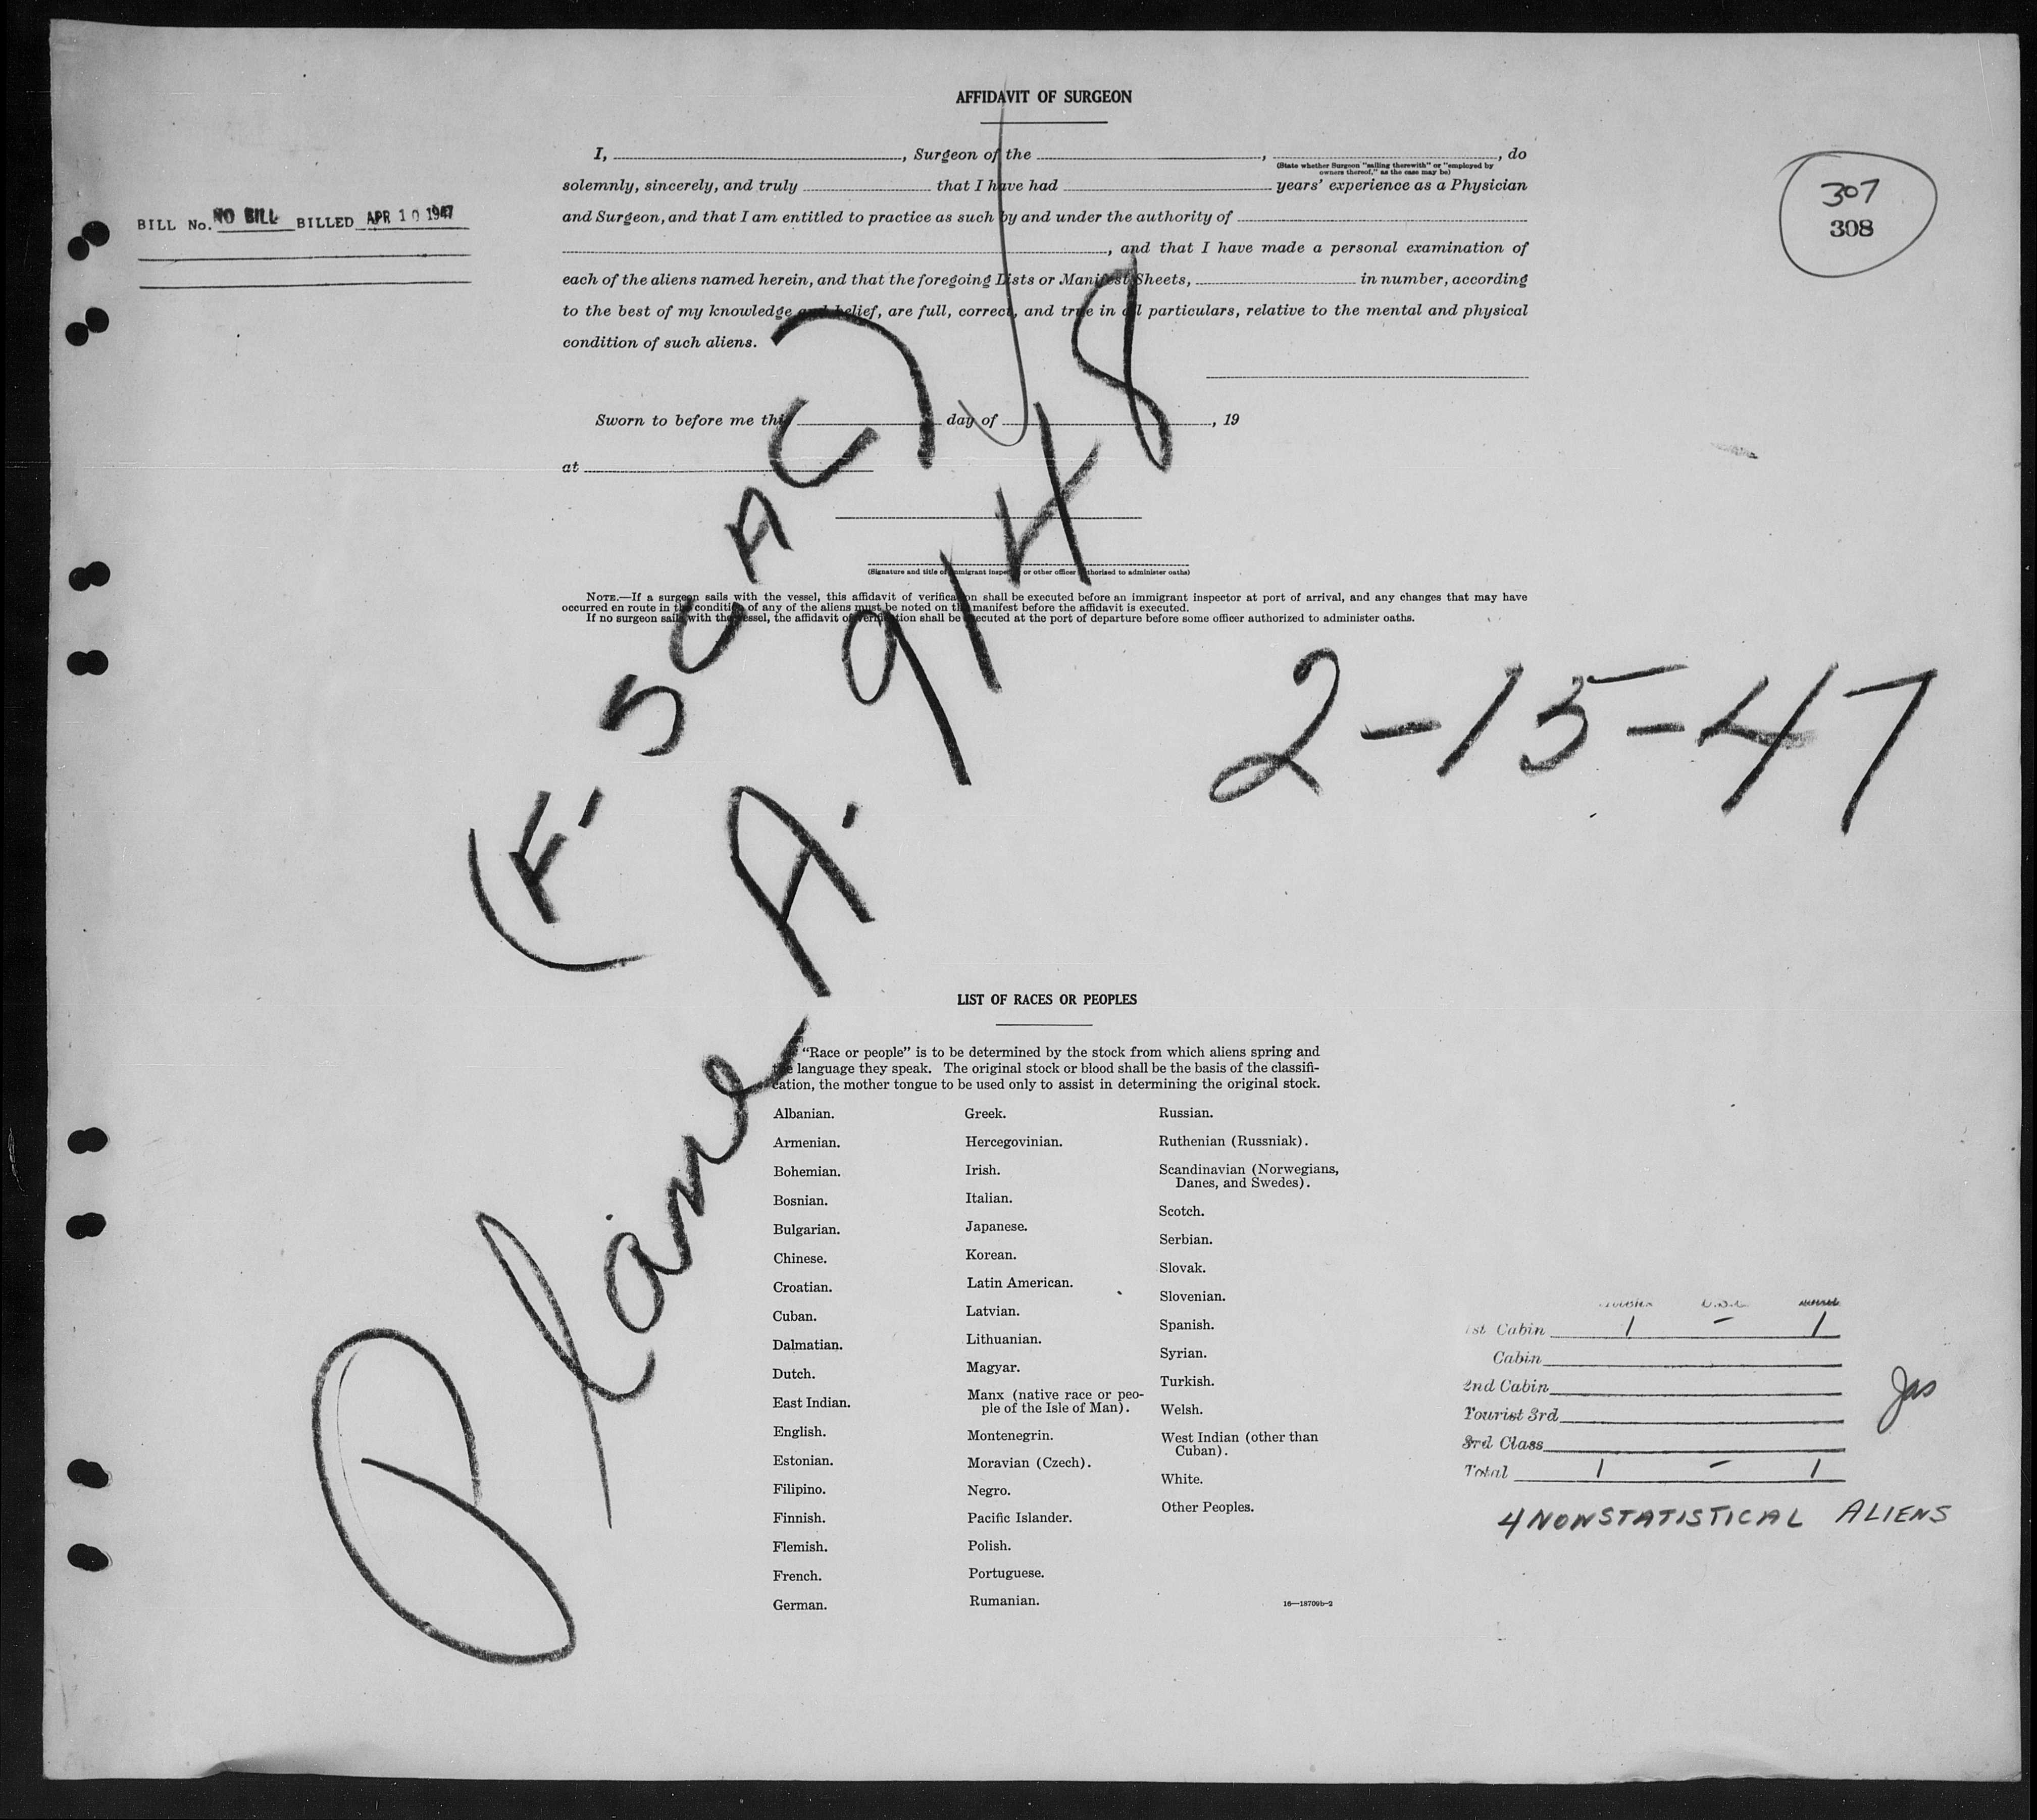 AFFIDAVIT OF SURGEON
I, , Surgeon of the , , do
(State whether Surgeon "sailing therewith" or "employed by owners thereof," as the case may be)
solemnly, sincerely, and truly that I have had years' experience as a Physician
and Surgeon, and that I am entitled to practice as such by and under the authority of
, and that I have made a personal examination of
each of the aliens named herein, and that the foregoing Lists or Manifest Sheets, in number, according
to the best of my knowledge and belief, are full, correct, and true in all particulars, relative to the mental and physical
condition of such aliens.
307
308
BILL No. NO BILL BILLED APR 10 1947
Sworn to before me this day of , 19
at
(Signature and title of immigrant inspector or other officer authorized to administer oaths)
NOTE.—If a surgeon sails with the vessel, this affidavit of verification shall be executed before an immigrant inspector at port of arrival, and any changes that may have
occurred en route in the condition of any of the aliens must be noted on the manifest before the affidavit is executed.
If no surgeon sails with the vessel, the affidavit of verification shall be executed at the port of departure before some officer authorized to administer oaths.
Plane A. 9148
2-15-47
LIST OF RACES OR PEOPLES
"Race or people" is to be determined by the stock from which aliens spring and
the language they speak. The original stock or blood shall be the basis of the classifi-
cation, the mother tongue to be used only to assist in determining the original stock.
Albanian.
Armenian.
Bohemian.
Bosnian.
Bulgarian.
Chinese.
Croatian.
Cuban.
Dalmatian.
Dutch.
East Indian.
English.
Estonian.
Filipino.
Finnish.
Flemish.
French.
German.
Greek.
Hercegovinian.
Irish.
Italian.
Japanese.
Korean.
Latin American.
Latvian.
Lithuanian.
Magyar.
Manx (native race or peo-
ple of the Isle of Man).
Montenegrin.
Moravian (Czech).
Negro.
Pacific Islander.
Polish.
Portuguese.
Rumanian.
Russian.
Ruthenian (Russniak).
Scandinavian (Norwegians,
Danes, and Swedes).
Scotch.
Serbian.
Slovak.
Slovenian.
Spanish.
Syrian.
Turkish.
Welsh.
West Indian (other than
Cuban).
White.
Other Peoples.
16—18709b-2
1st Cabin 1 - 1
Cabin
2nd Cabin
Tourist 3rd
3rd Class
Total 1 - 1
4 NONSTATISTICAL ALIENS